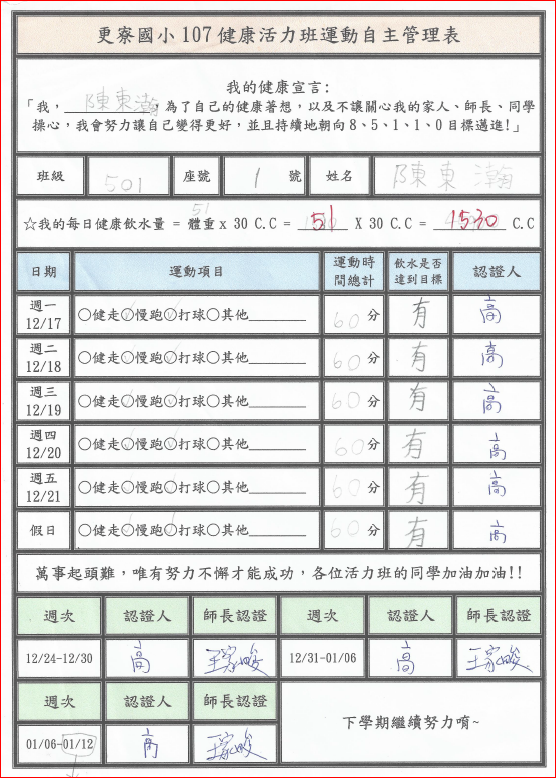 更寮國小 107 健康活力班運動自主管理表
我的健康宣言:
「我,陳東瀚 為了自己的健康著想,以及不讓關心我的家人、師長、同學
操心,我會努力讓自己變得更好,並且持續地朝向 8、5、1、1、0 目標邁進!」
班級 501 座號 1 號 姓名 陳東瀚
51
☆我的每日健康飲水量 = 體重 x 30 C.C = 51 X 30 C.C = 1530 C.C
日期 運動項目 運動時間總計 飲水是否達到目標 認證人
週一 12/17 ○健走○慢跑○打球○其他________ 60 分 有 高
週二 12/18 ○健走○慢跑○打球○其他________ 60 分 有 高
週三 12/19 ○健走○慢跑○打球○其他________ 60 分 有 高
週四 12/20 ○健走○慢跑○打球○其他________ 60 分 有 高
週五 12/21 ○健走○慢跑○打球○其他________ 60 分 有 高
假日 ○健走○慢跑○打球○其他________ 60 分 有 高
萬事起頭難,唯有努力不懈才能成功,各位活力班的同學加油加油!!
週次 認證人 師長認證 週次 認證人 師長認證
12/24-12/30 高 王家峻 12/31-01/06 高 王家峻
週次 認證人 師長認證
01/06-01/12 高 王家峻
下學期繼續努力唷~